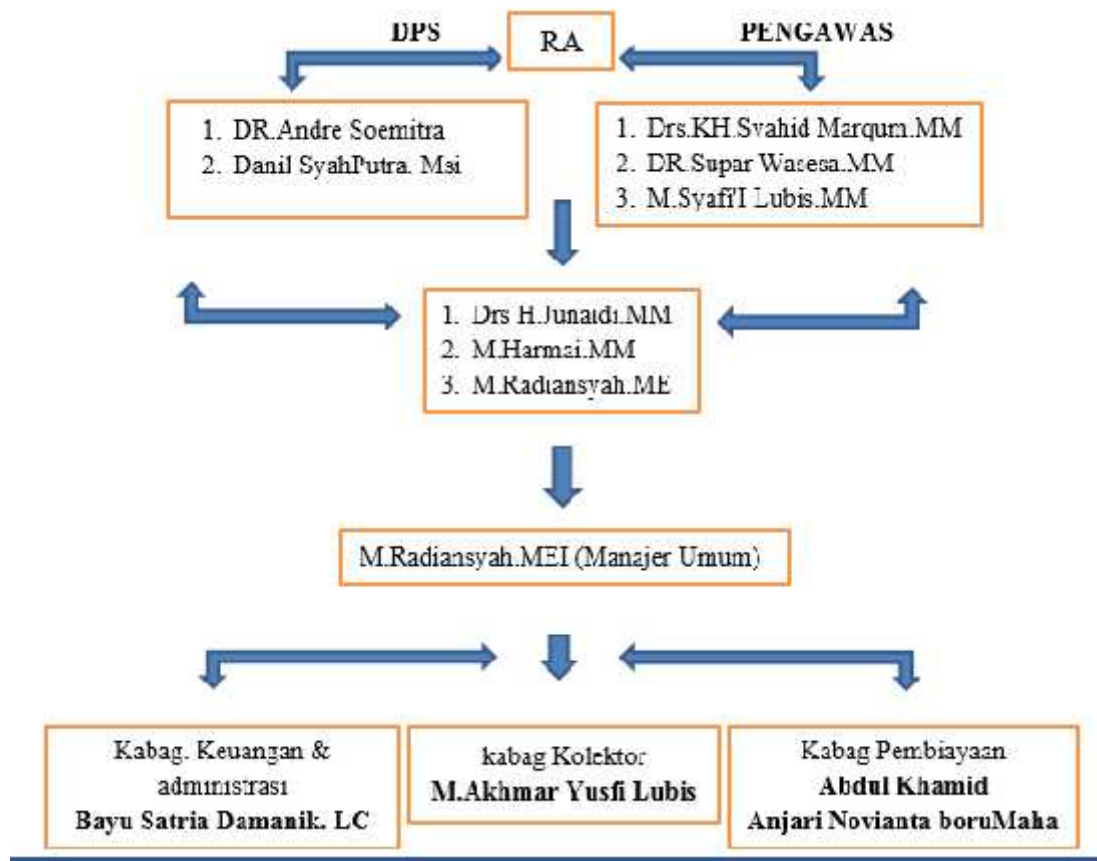 DPS
RA
PENGAWAS
1. DR.Andre Soemitra
2. Danil SyahPutra. Msi
1. Drs.KH.Syahid Marqum.MM
2. DR.Supar Wasesa.MM
3. M.Syafi'I Lubis.MM
1. Drs H.Junaidi.MM
2. M.Harmai.MM
3. M.Radiansyah.ME
M.Radiansyah.MEI (Manajer Umum)
Kabag. Keuangan &
administrasi
Bayu Satria Damanik. LC
kabag Kolektor
M.Akhmar Yusfi Lubis
Kabag Pembiayaan
Abdul Khamid
Anjari Novianta boruMaha